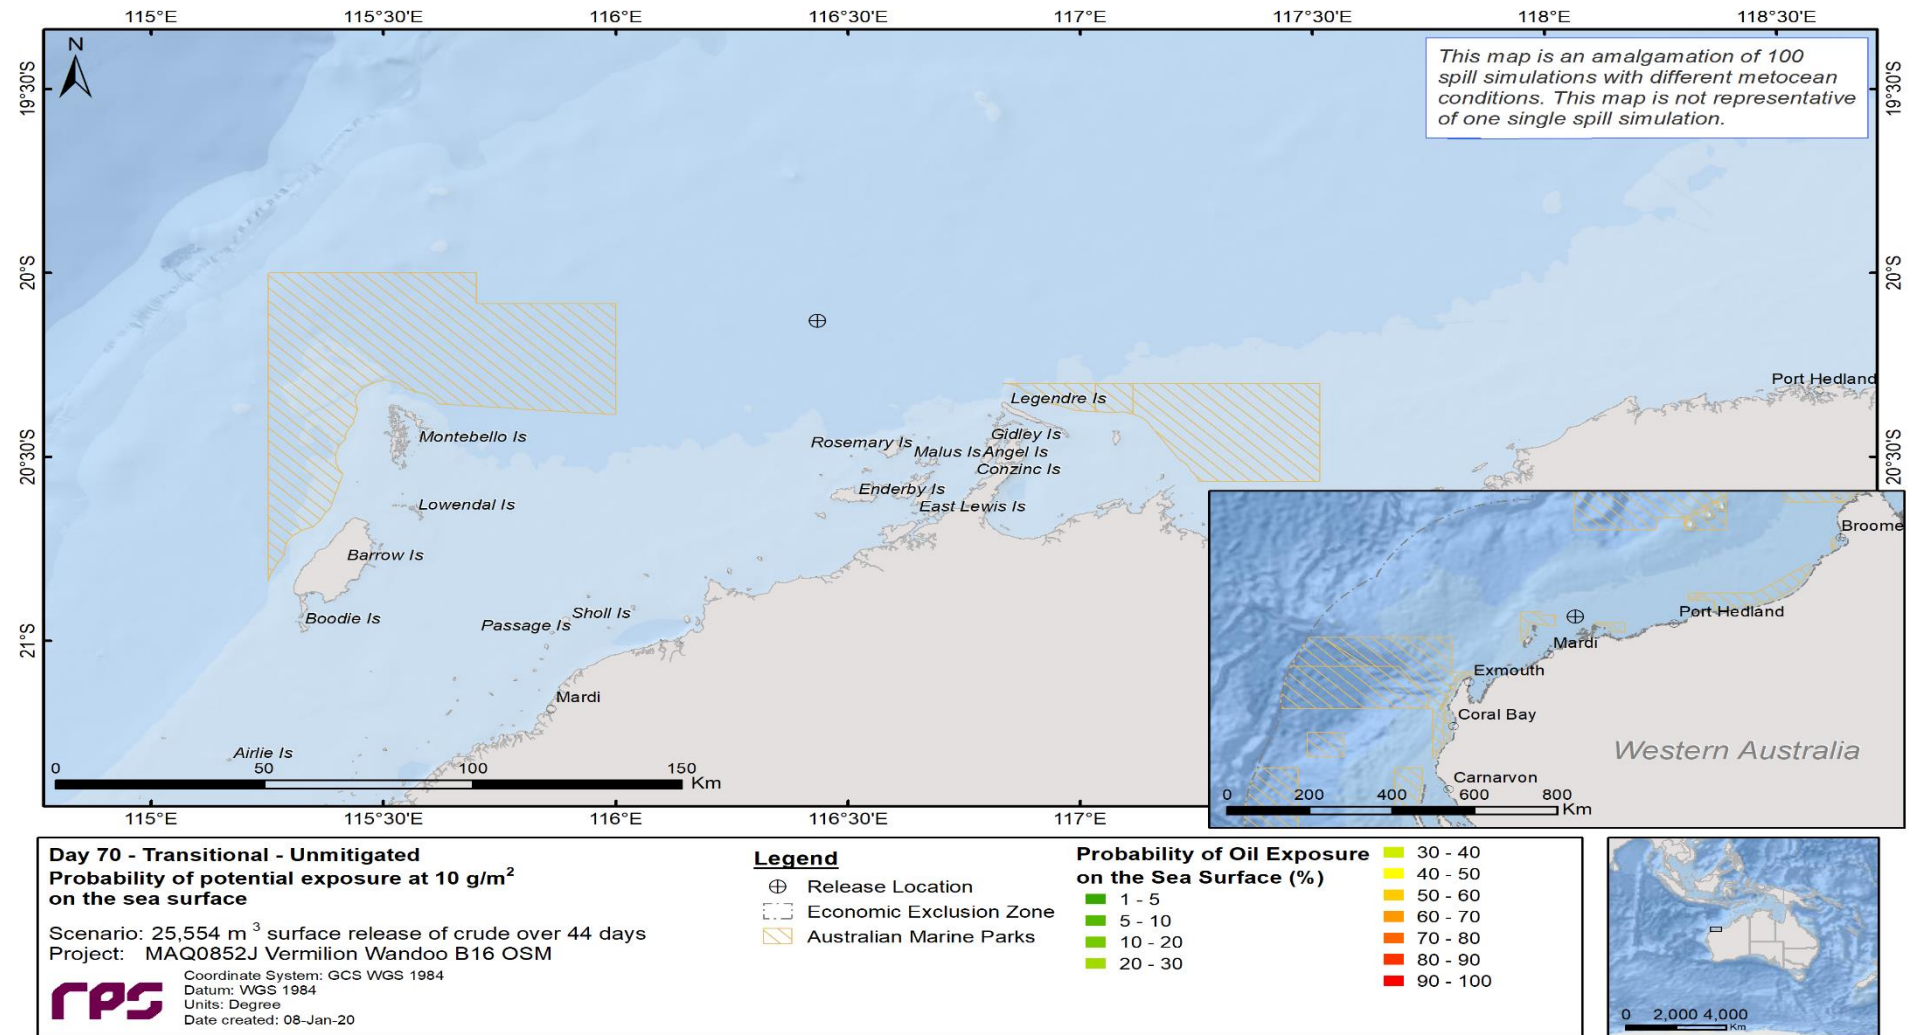 115°E 115°30'E 116°E 116°30'E 117°E 117°30'E 118°E 118°30'E
N
19°30'S
19°30'S
This map is an amalgamation of 100
spill simulations with different metocean
conditions. This map is not representative
of one single spill simulation.
20°S
20°S
Port Hedland
Legendre Is
Montebello Is
Rosemary Is
Gidley Is
Malus Is
Angel Is
20°30'S
20°30'S
Conzinc Is
Enderby Is
Lowendal Is
East Lewis Is
Barrow Is
Boodie Is
Passage Is
Sholl Is
21°S
Mardi
Airlie Is
0 50 100 150
Km
115°E 115°30'E 116°E 116°30'E 117°E
Broome
Port Hedland
Mardi
Exmouth
Coral Bay
Western Australia
Carnarvon
0 200 400 600 800
Km
Day 70 - Transitional - Unmitigated
Probability of potential exposure at 10 g/m²
on the sea surface
Scenario: 25,554 m ³ surface release of crude over 44 days
Project: MAQ0852J Vermilion Wandoo B16 OSM
rps
Coordinate System: GCS WGS 1984
Datum: WGS 1984
Units: Degree
Date created: 08-Jan-20
Legend
Release Location
Economic Exclusion Zone
Australian Marine Parks
Probability of Oil Exposure
on the Sea Surface (%)
1 - 5
5 - 10
10 - 20
20 - 30
30 - 40
40 - 50
50 - 60
60 - 70
70 - 80
80 - 90
90 - 100
0 2,000 4,000
Km